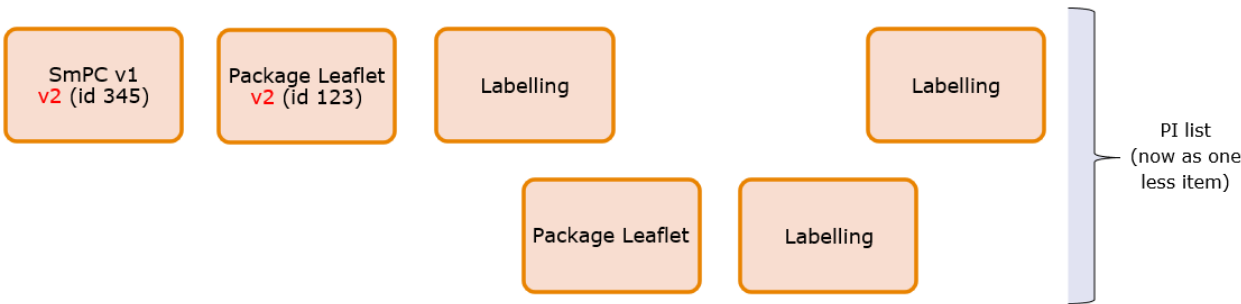 SmPC v1
v2 (id 345)
Package Leaflet
v2 (id 123)
Labelling
Labelling
Package Leaflet
Labelling
PI list
(now as one
less item)